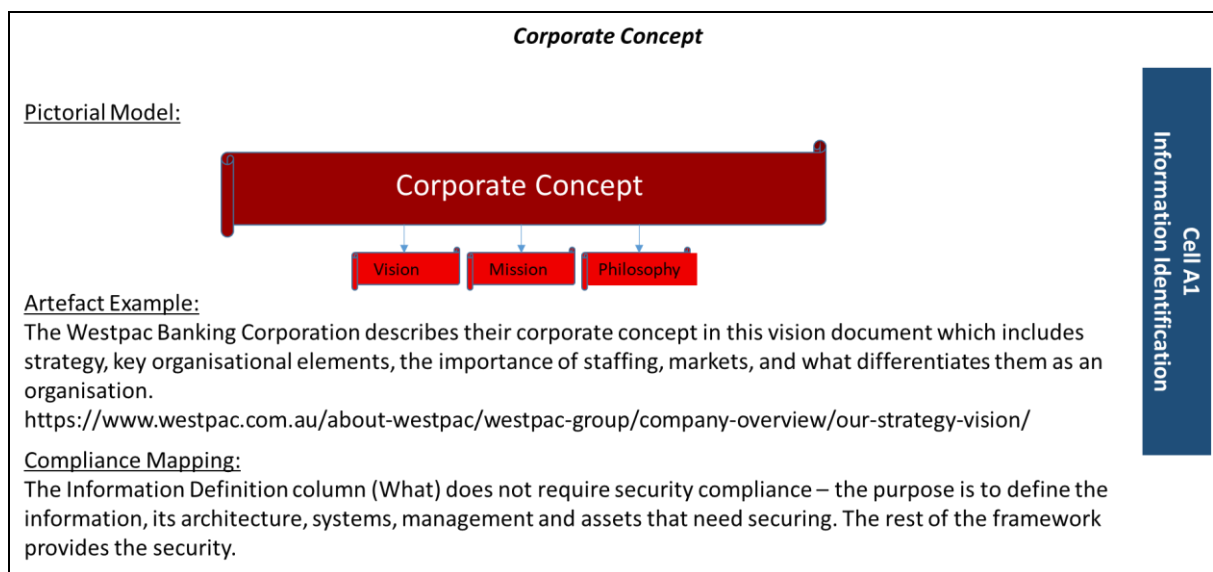 Corporate Concept
Pictorial Model:
Corporate Concept
Vision
Mission
Philosophy
Artefact Example:
The Westpac Banking Corporation describes their corporate concept in this vision document which includes
strategy, key organisational elements, the importance of staffing, markets, and what differentiates them as an
organisation.
https://www.westpac.com.au/about-westpac/westpac-group/company-overview/our-strategy-vision/
Compliance Mapping:
The Information Definition column (What) does not require security compliance – the purpose is to define the
information, its architecture, systems, management and assets that need securing. The rest of the framework
provides the security.
Cell A1
Information Identification